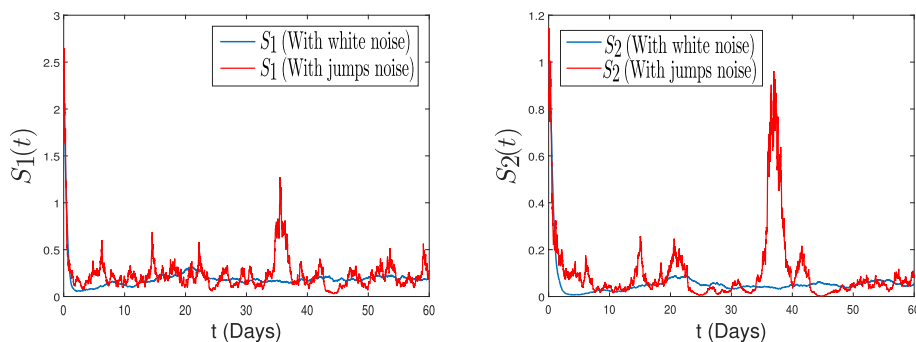 3
2.5
2
1.5
1
0.5
0
0 10 20 30 40 50 60
S1(t)
t (Days)
S1 (With white noise)
S1 (With jumps noise)
1.2
1
0.8
0.6
0.4
0.2
0
0 10 20 30 40 50 60
S2(t)
t (Days)
S2 (With white noise)
S2 (With jumps noise)